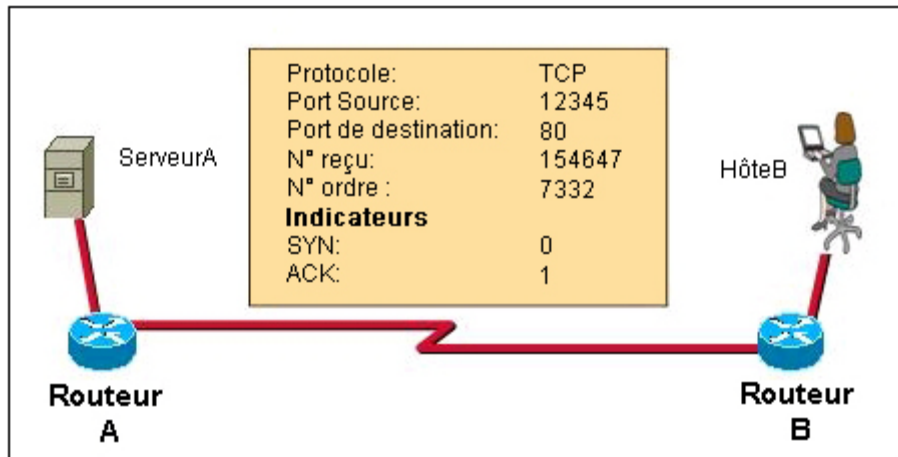 Protocole: TCP
Port Source: 12345
Port de destination: 80
N° reçu: 154647
N° ordre : 7332
Indicateurs
SYN: 0
ACK: 1
ServeurA
HôteB
Routeur
A
Routeur
B